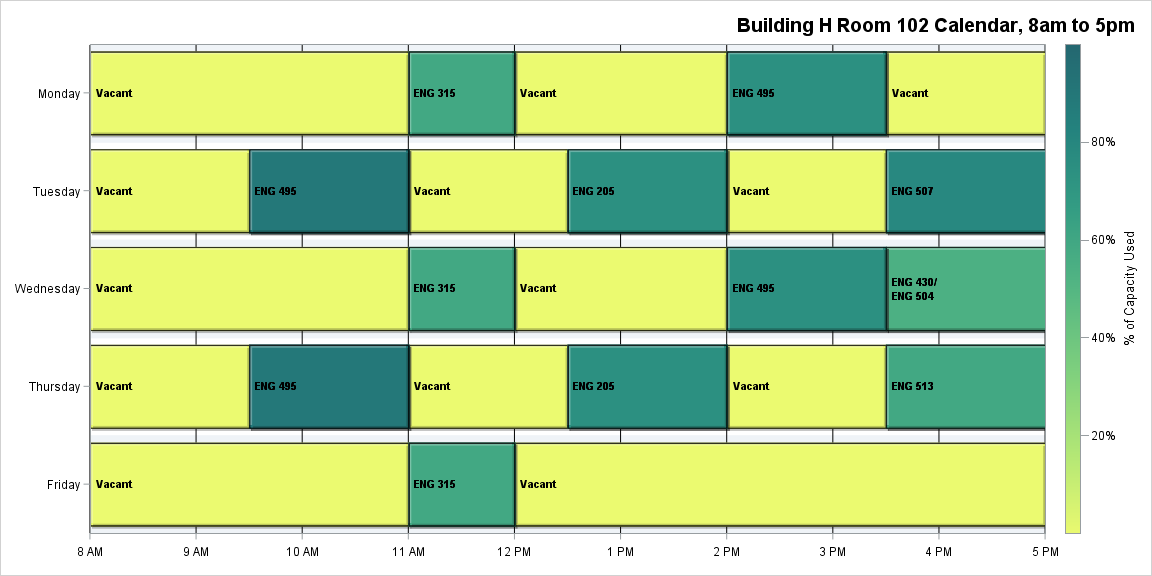 Building H Room 102 Calendar, 8am to 5pm
Monday
Vacant
ENG 315
Vacant
ENG 495
Vacant
Tuesday
Vacant
ENG 495
Vacant
ENG 205
Vacant
ENG 507
Wednesday
Vacant
ENG 315
Vacant
ENG 495
ENG 430/
ENG 504
Thursday
Vacant
ENG 495
Vacant
ENG 205
Vacant
ENG 513
Friday
Vacant
ENG 315
Vacant
8 AM
9 AM
10 AM
11 AM
12 PM
1 PM
2 PM
3 PM
4 PM
5 PM
80%
60%
40%
20%
% of Capacity Used